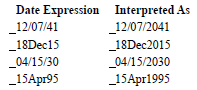 Date Expression Interpreted As
_12/07/41 _12/07/2041
_18Dec15 _18Dec2015
_04/15/30 _04/15/2030
_15Apr95 _15Apr1995